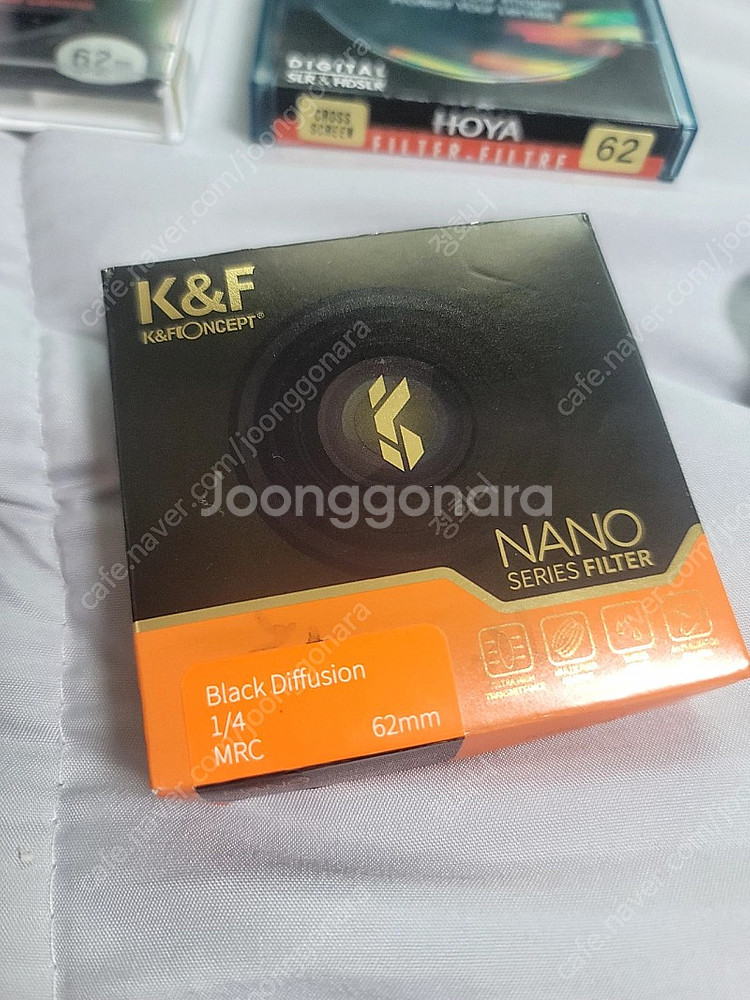 62
DIGITAL
SLR & HDSLR
CROSS
SCREEN
HOYA
FILTER-FILTRE
62
K&F
K&F CONCEPT®
Joonggonara
NANO
SERIES FILTER
Black Diffusion
1/4
MRC
62mm
cafe.naver.com/joonggonara